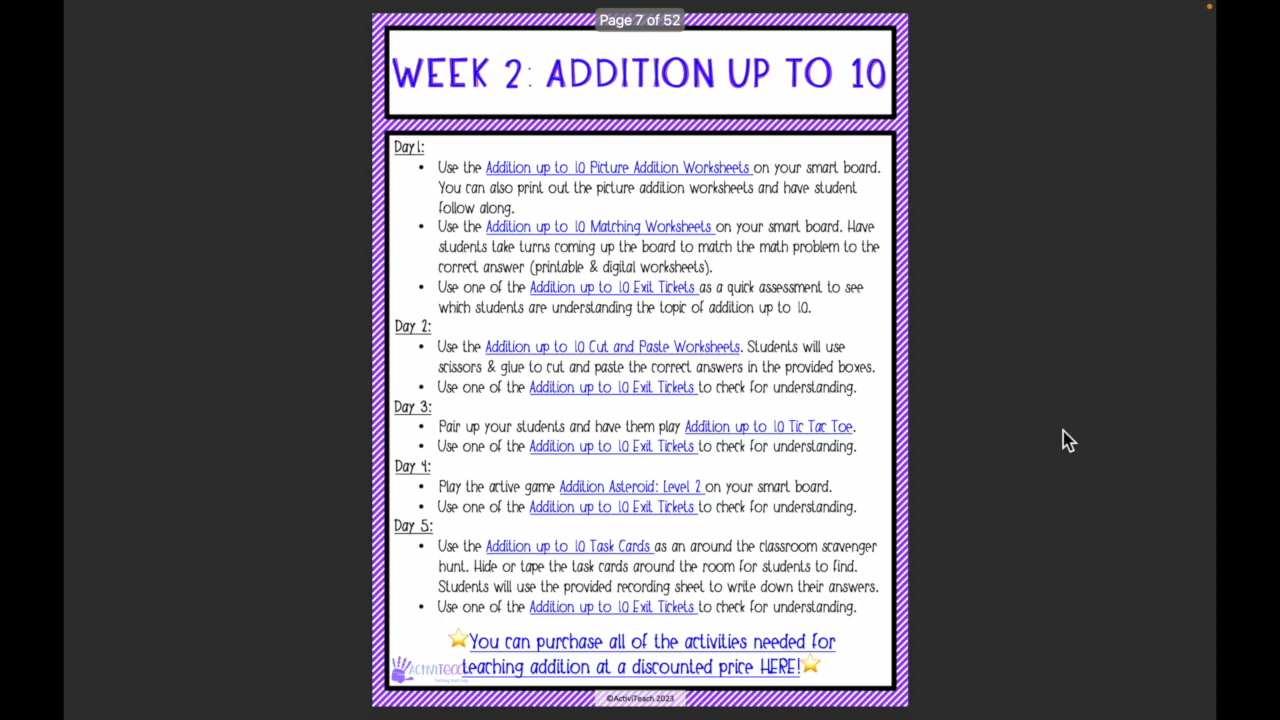 Page 7 of 52
WEEK 2: ADDITION UP TO 10
Day 1:
• Use the Addition up to 10 Picture Addition Worksheets on your smart board.
You can also print out the picture addition worksheets and have student
follow along.
• Use the Addition up to 10 Matching Worksheets on your smart board. Have
students take turns coming up the board to match the math problem to the
correct answer (printable & digital worksheets).
• Use one of the Addition up to 10 Exit Tickets as a quick assessment to see
which students are understanding the topic of addition up to 10.
Day 2:
• Use the Addition up to 10 Cut and Paste Worksheets. Students will use
scissors & glue to cut and paste the correct answers in the provided boxes.
• Use one of the Addition up to 10 Exit Tickets to check for understanding.
Day 3:
• Pair up your students and have them play Addition up to 10 Tic Tac Toe.
• Use one of the Addition up to 10 Exit Tickets to check for understanding.
Day 4:
• Play the active game Addition Asteroid: Level 2 on your smart board.
• Use one of the Addition up to 10 Exit Tickets to check for understanding.
Day 5:
• Use the Addition up to 10 Task Cards as an around the classroom scavenger
hunt. Hide or tape the task cards around the room for students to find.
Students will use the provided recording sheet to write down their answers.
• Use one of the Addition up to 10 Exit Tickets to check for understanding.
You can purchase all of the activities needed for
teaching addition at a discounted price HERE!
ACTIVITEAC
©ActiviTeach 2023